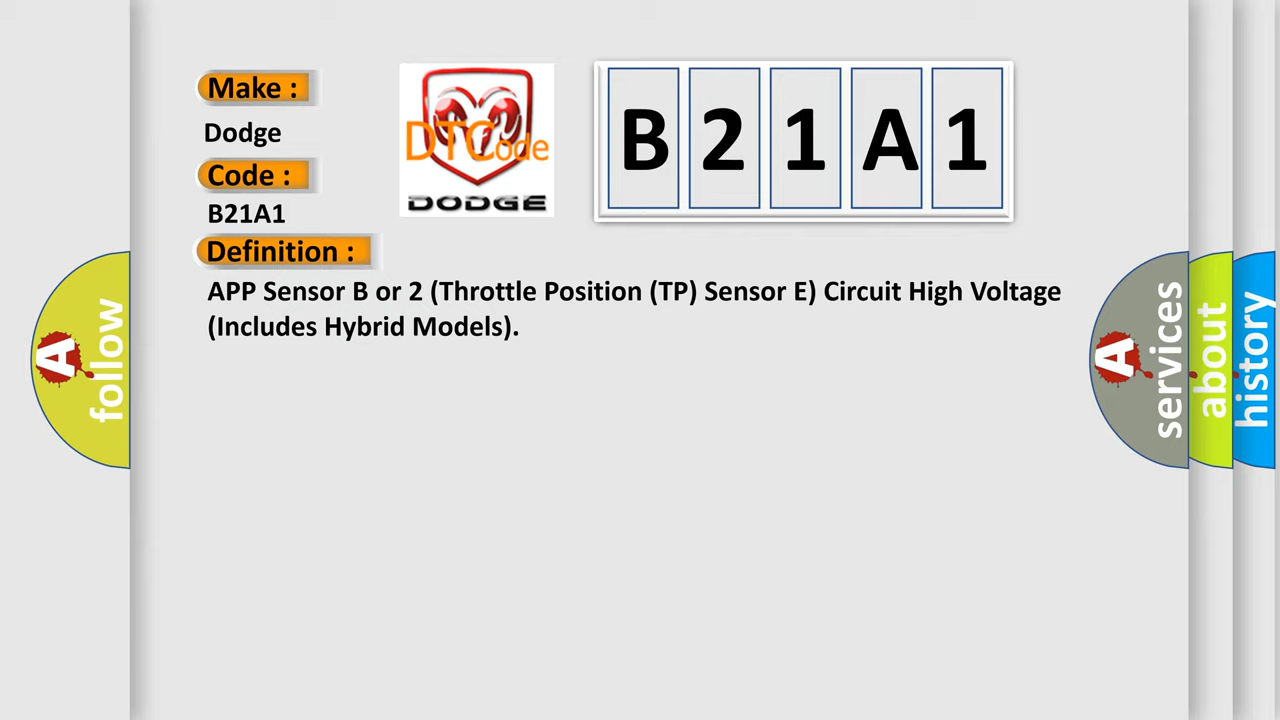 Make :
Dodge
Code :
B21A1
Definition :
APP Sensor B or 2 (Throttle Position (TP) Sensor E) Circuit High Voltage
(Includes Hybrid Models).
DTCode
DODGE
B 2 1 A 1
A follow
A services
about
history